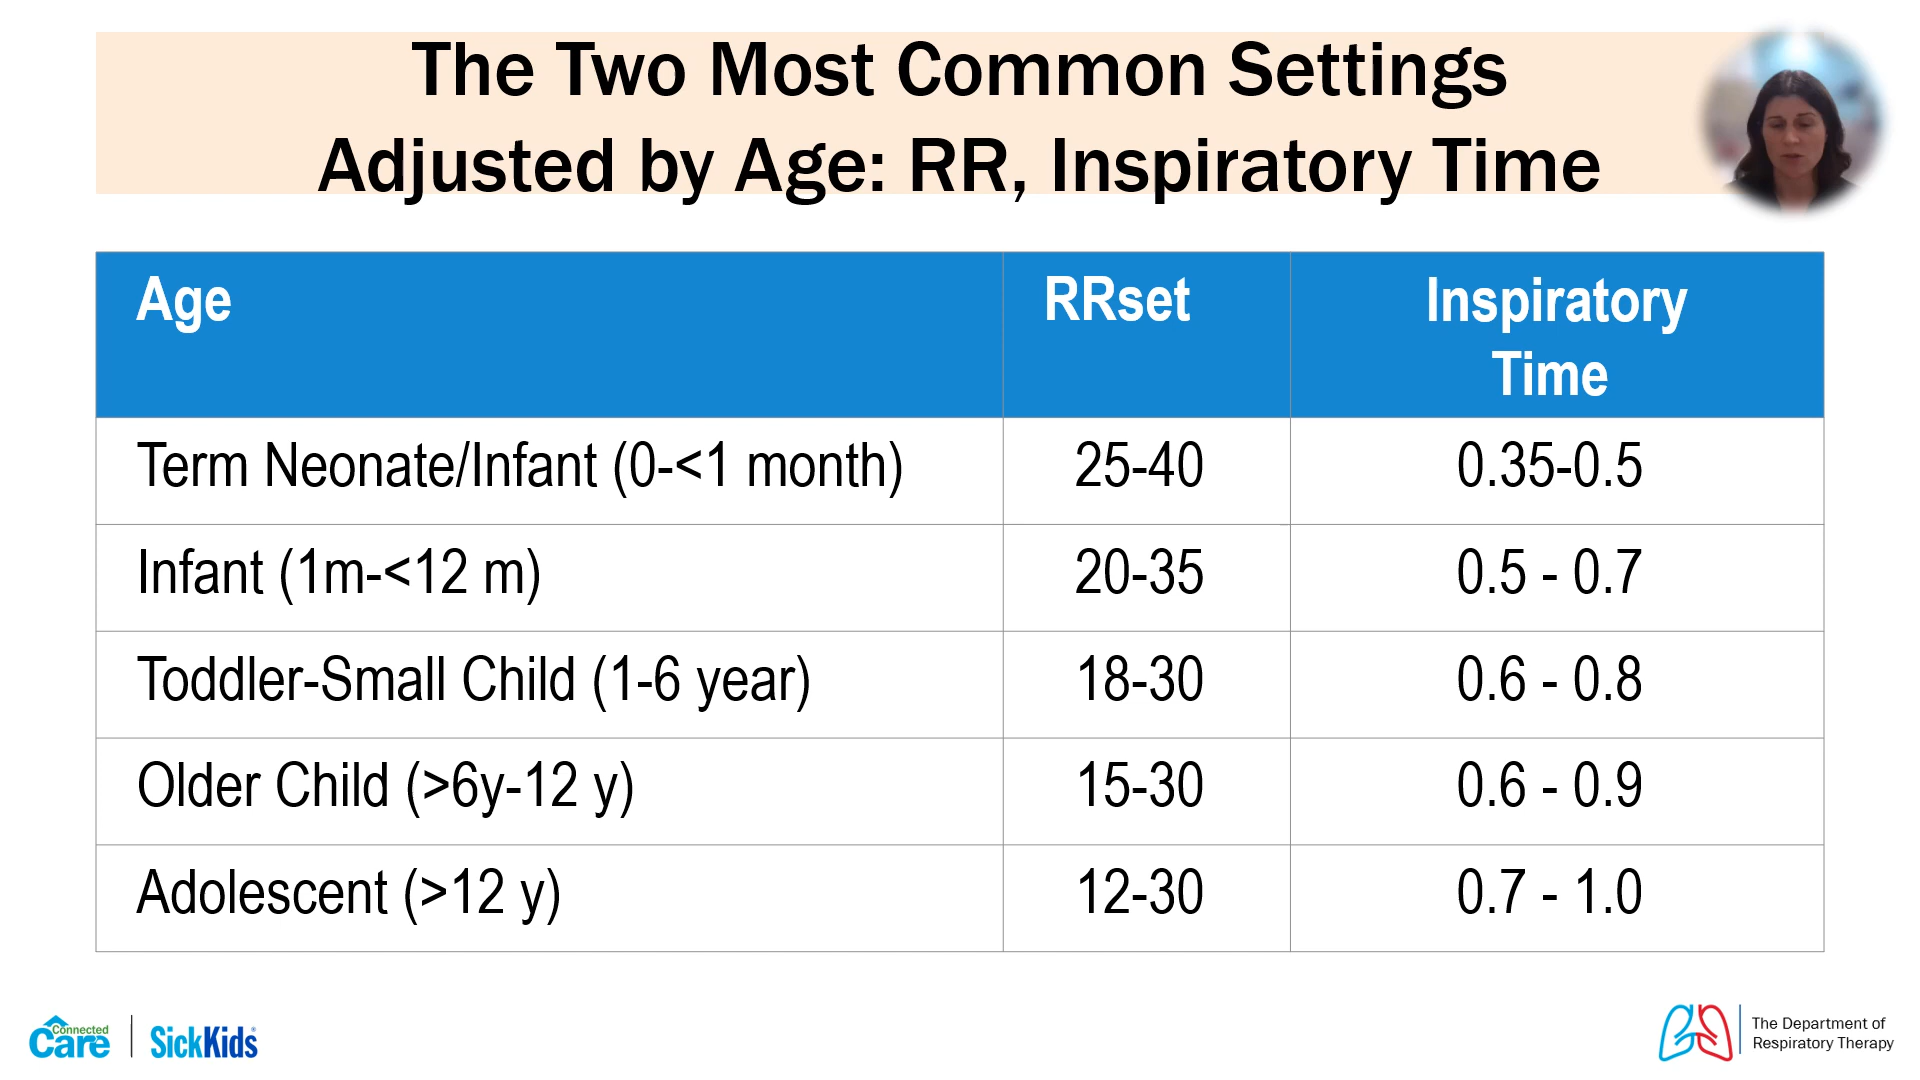 The Two Most Common Settings
Adjusted by Age: RR, Inspiratory Time
Age RRset Inspiratory
Time
Term Neonate/Infant (0-<1 month) 25-40 0.35-0.5
Infant (1m-<12 m) 20-35 0.5 - 0.7
Toddler-Small Child (1-6 year) 18-30 0.6 - 0.8
Older Child (>6y-12 y) 15-30 0.6 - 0.9
Adolescent (>12 y) 12-30 0.7 - 1.0
Connected
Care
SickKids
The Department of
Respiratory Therapy